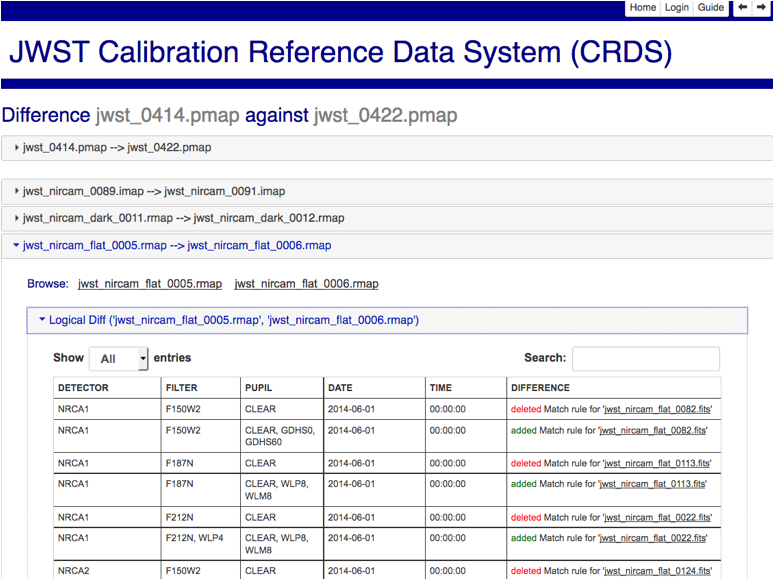 Home Login Guide
JWST Calibration Reference Data System (CRDS)
Difference jwst_0414.pmap against jwst_0422.pmap
jwst_0414.pmap --> jwst_0422.pmap
jwst_nircam_0089.imap --> jwst_nircam_0091.imap
jwst_nircam_dark_0011.rmap --> jwst_nircam_dark_0012.rmap
jwst_nircam_flat_0005.rmap --> jwst_nircam_flat_0006.rmap
Browse: jwst_nircam_flat_0005.rmap jwst_nircam_flat_0006.rmap
Logical Diff ('jwst_nircam_flat_0005.rmap', 'jwst_nircam_flat_0006.rmap')
Show All entries Search:
DETECTOR FILTER PUPIL DATE TIME DIFFERENCE
NRCA1 F150W2 CLEAR 2014-06-01 00:00:00 deleted Match rule for 'jwst_nircam_flat_0082.fits'
NRCA1 F150W2 CLEAR, GDHS0, 2014-06-01 00:00:00 added Match rule for 'jwst_nircam_flat_0082.fits'
GDHS60
NRCA1 F187N CLEAR 2014-06-01 00:00:00 deleted Match rule for 'jwst_nircam_flat_0113.fits'
NRCA1 F187N CLEAR, WLP8, 2014-06-01 00:00:00 added Match rule for 'jwst_nircam_flat_0113.fits'
WLM8
NRCA1 F212N CLEAR 2014-06-01 00:00:00 deleted Match rule for 'jwst_nircam_flat_0022.fits'
NRCA1 F212N, WLP4 CLEAR, WLP8, 2014-06-01 00:00:00 added Match rule for 'jwst_nircam_flat_0022.fits'
WLM8
NRCA2 F150W2 CLEAR 2014-06-01 00:00:00 deleted Match rule for 'jwst_nircam_flat_0124.fits'